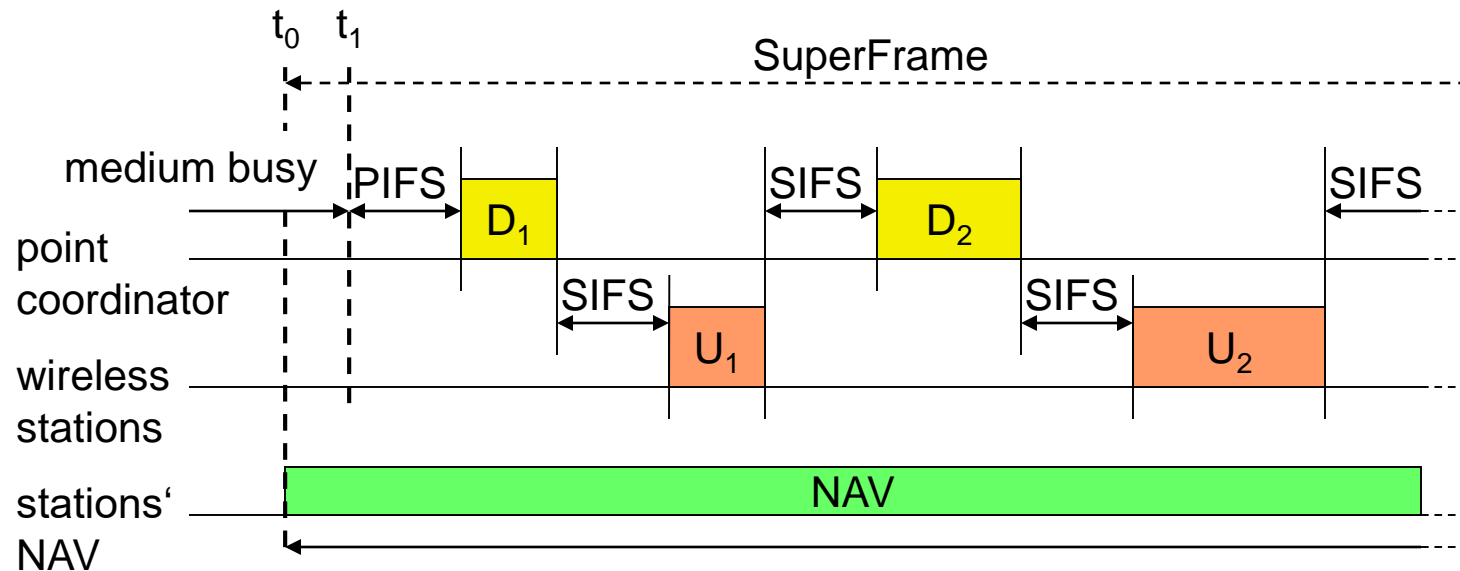 t₀ t₁
SuperFrame
medium busy
PIFS
SIFS
SIFS
D₁
D₂
point
coordinator
SIFS
SIFS
U₁
U₂
wireless
stations
stations‘
NAV
NAV